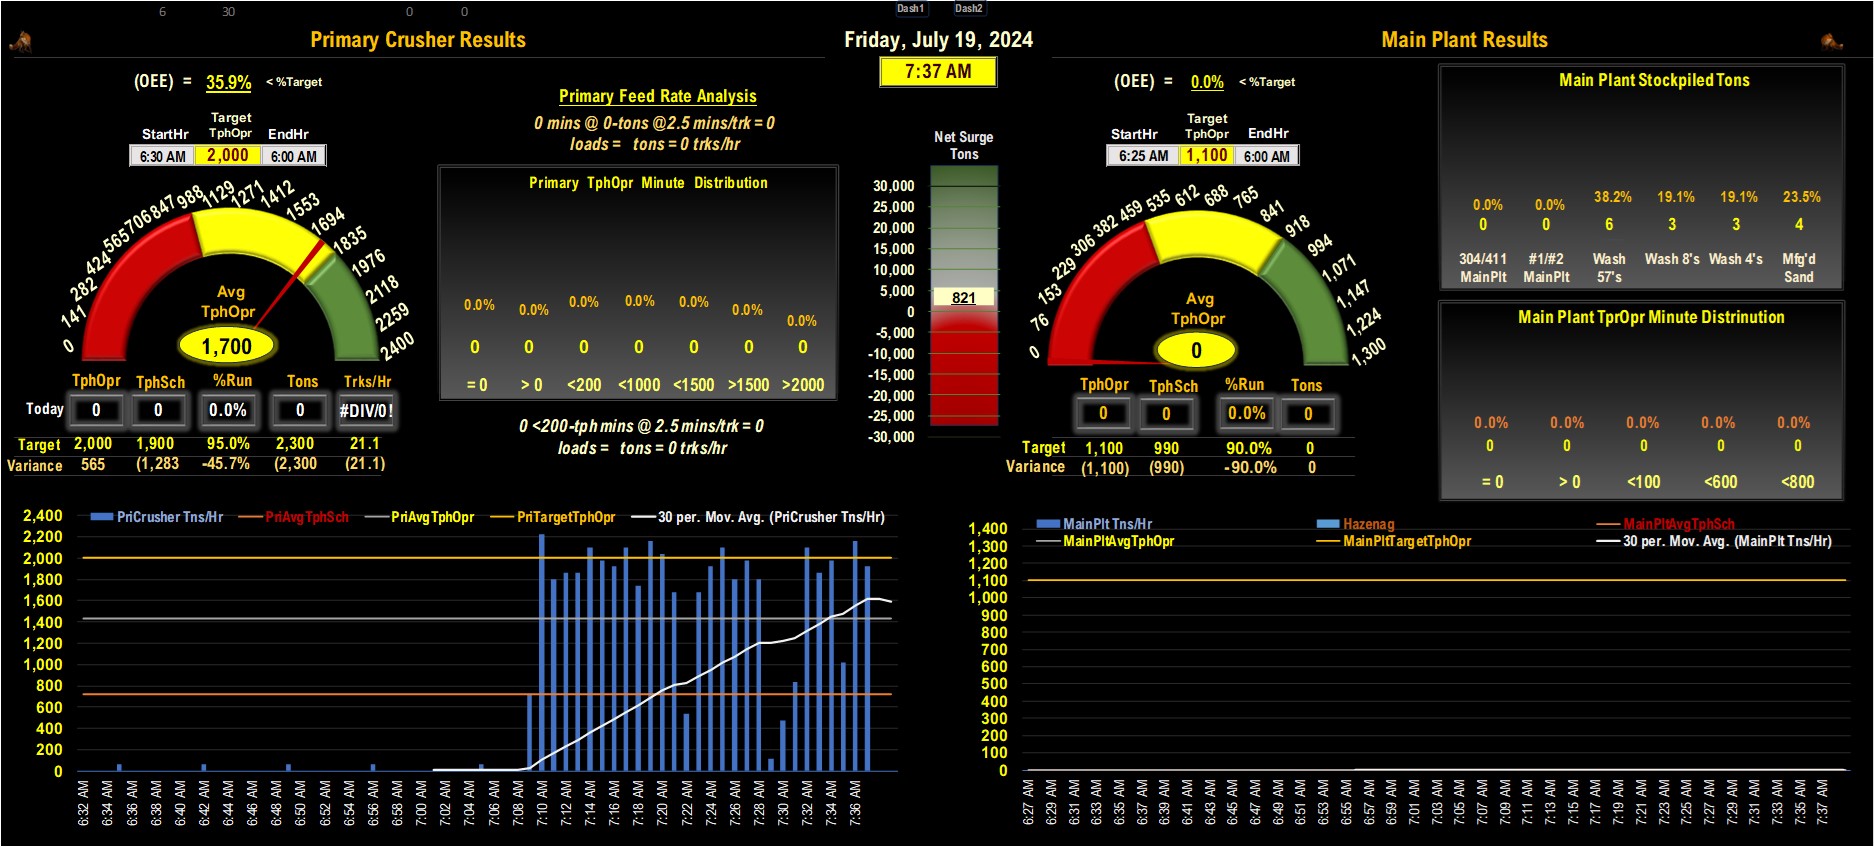 6 30 0 0 Dash1 Dash2
Primary Crusher Results
Friday, July 19, 2024
Main Plant Results
7:37 AM
(OEE) = 35.9% < %Target
Target
StartHr TphOpr EndHr
6:30 AM 2,000 6:00 AM
0 141 282 424 565 706 847 988 1129 1271 1412 1553 1694 1835 1976 2118 2259 2400
Avg
TphOpr
1,700
TphOpr TphSch %Run Tons Trks/Hr
Today 0 0 0.0% 0 #DIV/0!
Target 2,000 1,900 95.0% 2,300 21.1
Variance 565 (1,283 -45.7% (2,300 (21.1)
Primary Feed Rate Analysis
0 mins @ 0-tons @2.5 mins/trk = 0
loads = tons = 0 trks/hr
Primary TphOpr Minute Distribution
0.0% 0.0% 0.0% 0.0% 0.0% 0.0% 0.0%
0 0 0 0 0 0 0
= 0 > 0 <200 <1000 <1500 >1500 >2000
0 <200-tph mins @ 2.5 mins/trk = 0
loads = tons = 0 trks/hr
Net Surge
Tons
30,000
25,000
20,000
15,000
10,000
5,000
821
0
-5,000
-10,000
-15,000
-20,000
-25,000
-30,000
(OEE) = 0.0% < %Target
Target
StartHr TphOpr EndHr
6:25 AM 1,100 6:00 AM
0 76 153 229 306 382 459 535 612 688 765 841 918 994 1,071 1,147 1,224 1,300
Avg
TphOpr
0
TphOpr TphSch %Run Tons
0 0 0.0% 0
Target 1,100 990 90.0% 0
Variance (1,100) (990) -90.0% 0
Main Plant Stockpiled Tons
0.0% 0.0% 38.2% 19.1% 19.1% 23.5%
0 0 6 3 3 4
304/411 #1/#2 Wash Wash 8's Wash 4's Mfg'd
MainPlt MainPlt 57's Sand
Main Plant TprOpr Minute Distrinution
0.0% 0.0% 0.0% 0.0% 0.0%
0 0 0 0 0
= 0 > 0 <100 <600 <800
PriCrusher Tns/Hr PriAvgTphSch PriAvgTphOpr PriTargetTphOpr 30 per. Mov. Avg. (PriCrusher Tns/Hr)
2,400
2,200
2,000
1,800
1,600
1,400
1,200
1,000
800
600
400
200
0
6:32 AM 6:34 AM 6:36 AM 6:38 AM 6:40 AM 6:42 AM 6:44 AM 6:46 AM 6:48 AM 6:50 AM 6:52 AM 6:54 AM 6:56 AM 6:58 AM 7:00 AM 7:02 AM 7:04 AM 7:06 AM 7:08 AM 7:10 AM 7:12 AM 7:14 AM 7:16 AM 7:18 AM 7:20 AM 7:22 AM 7:24 AM 7:26 AM 7:28 AM 7:30 AM 7:32 AM 7:34 AM 7:36 AM
MainPlt Tns/Hr Hazenag MainPltAvgTphSch
MainPltAvgTphOpr MainPltTargetTphOpr 30 per. Mov. Avg. (MainPlt Tns/Hr)
1,400
1,300
1,200
1,100
1,000
900
800
700
600
500
400
300
200
100
0
6:27 AM 6:29 AM 6:31 AM 6:33 AM 6:35 AM 6:37 AM 6:39 AM 6:41 AM 6:43 AM 6:45 AM 6:47 AM 6:49 AM 6:51 AM 6:53 AM 6:55 AM 6:57 AM 6:59 AM 7:01 AM 7:03 AM 7:05 AM 7:07 AM 7:09 AM 7:11 AM 7:13 AM 7:15 AM 7:17 AM 7:19 AM 7:21 AM 7:23 AM 7:25 AM 7:27 AM 7:29 AM 7:31 AM 7:33 AM 7:35 AM 7:37 AM